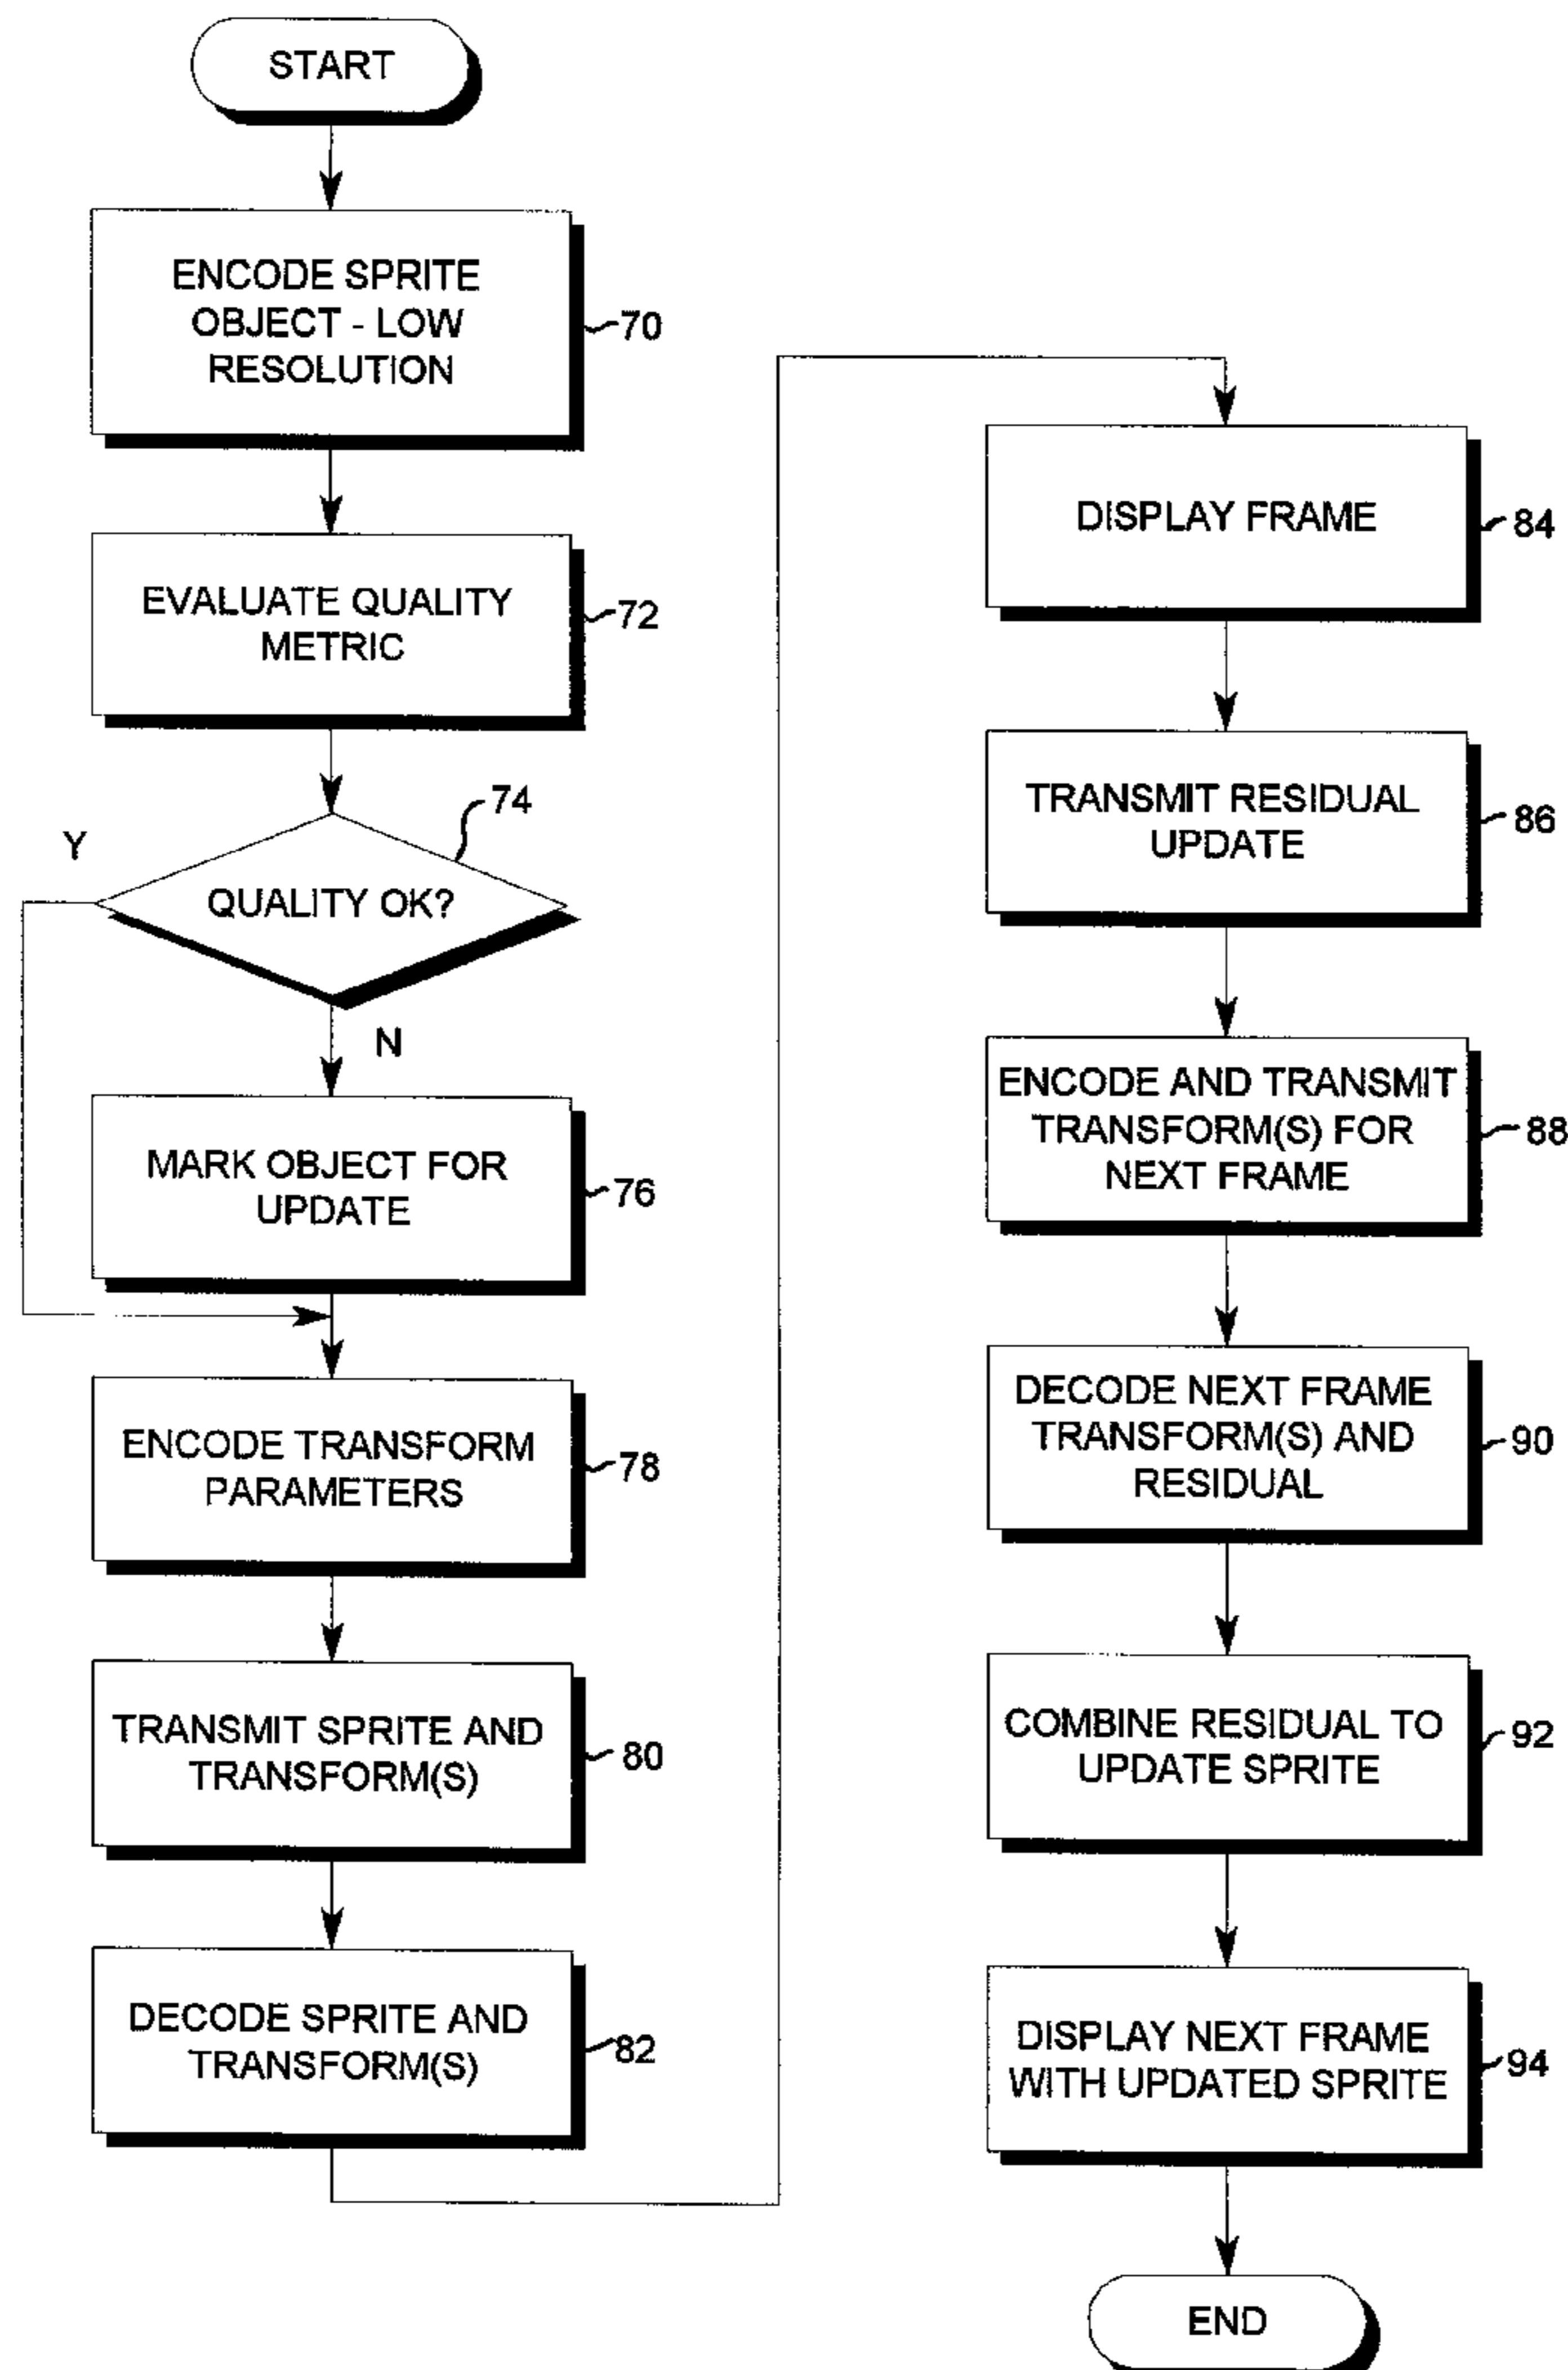 START
ENCODE SPRITE
OBJECT - LOW
RESOLUTION
70
EVALUATE QUALITY
METRIC
72
74
Y
QUALITY OK?
N
MARK OBJECT FOR
UPDATE
76
ENCODE TRANSFORM
PARAMETERS
78
TRANSMIT SPRITE AND
TRANSFORM(S)
80
DECODE SPRITE AND
TRANSFORM(S)
82
DISPLAY FRAME
84
TRANSMIT RESIDUAL
UPDATE
86
ENCODE AND TRANSMIT
TRANSFORM(S) FOR
NEXT FRAME
88
DECODE NEXT FRAME
TRANSFORM(S) AND
RESIDUAL
90
COMBINE RESIDUAL TO
UPDATE SPRITE
92
DISPLAY NEXT FRAME
WITH UPDATED SPRITE
94
END